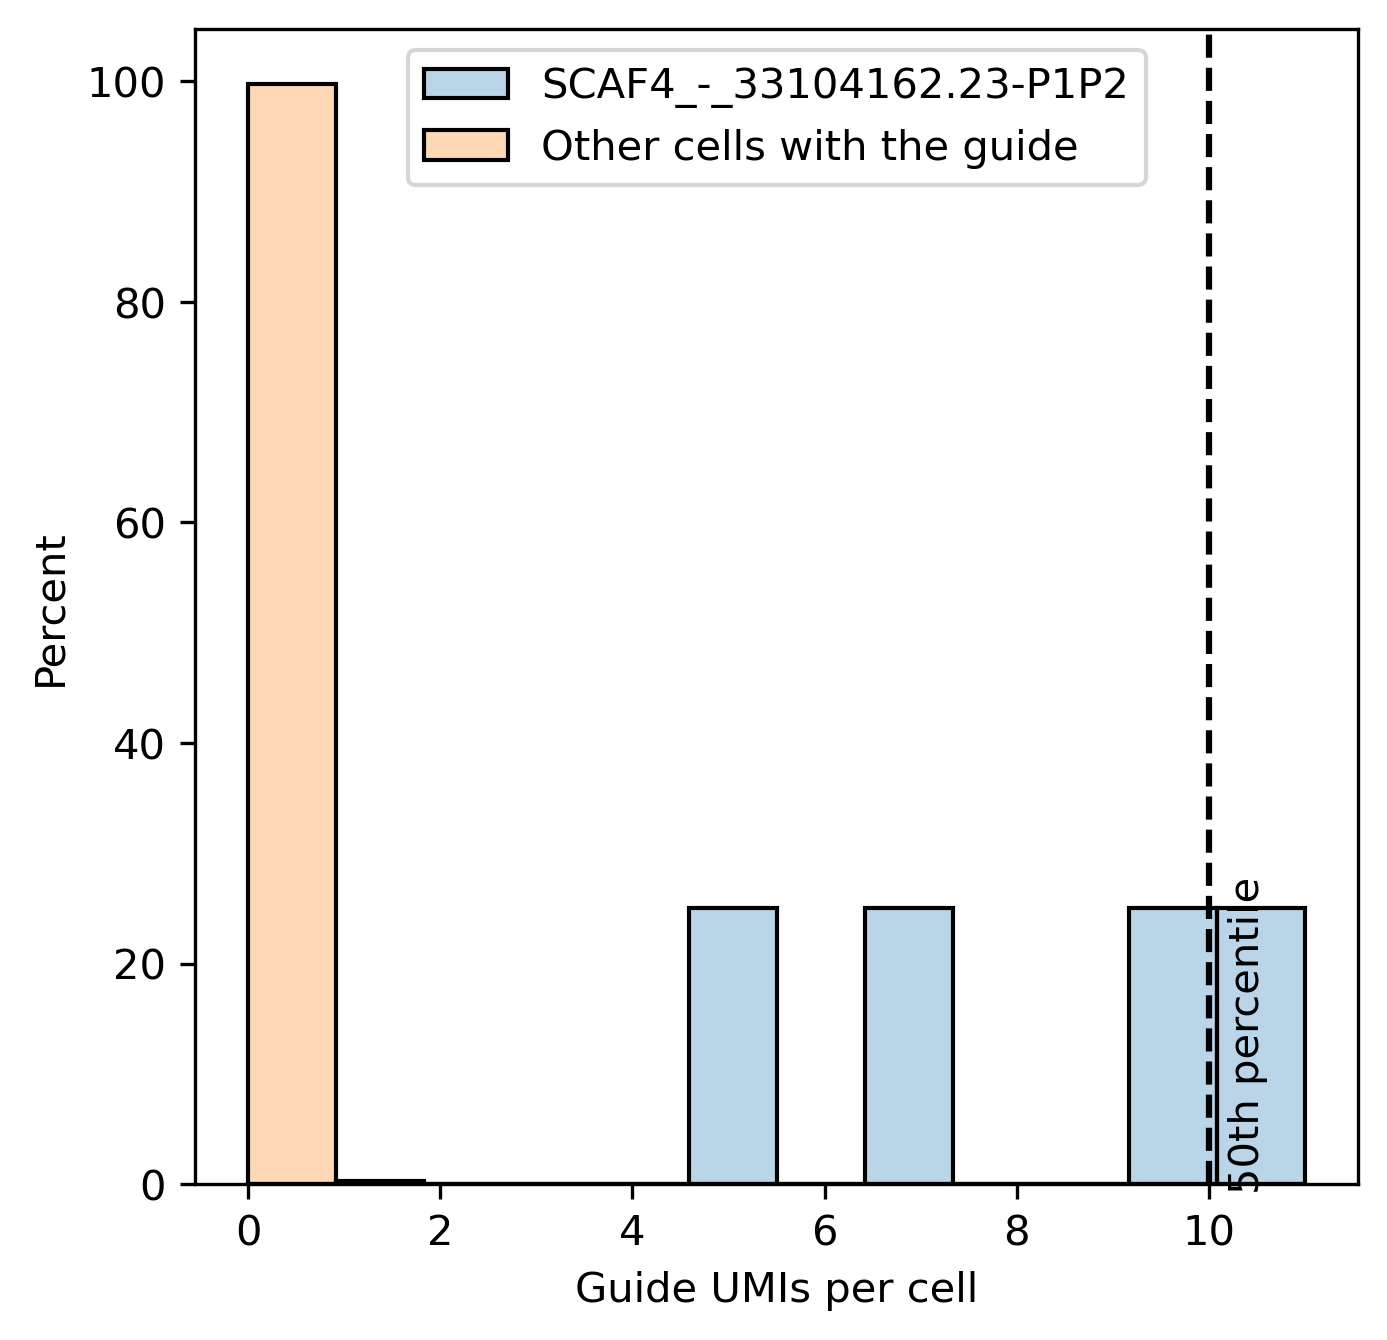 SCAF4_-_33104162.23-P1P2
Other cells with the guide
100
80
60
40
20
0
Percent
50th percentile
0 2 4 6 8 10
Guide UMIs per cell